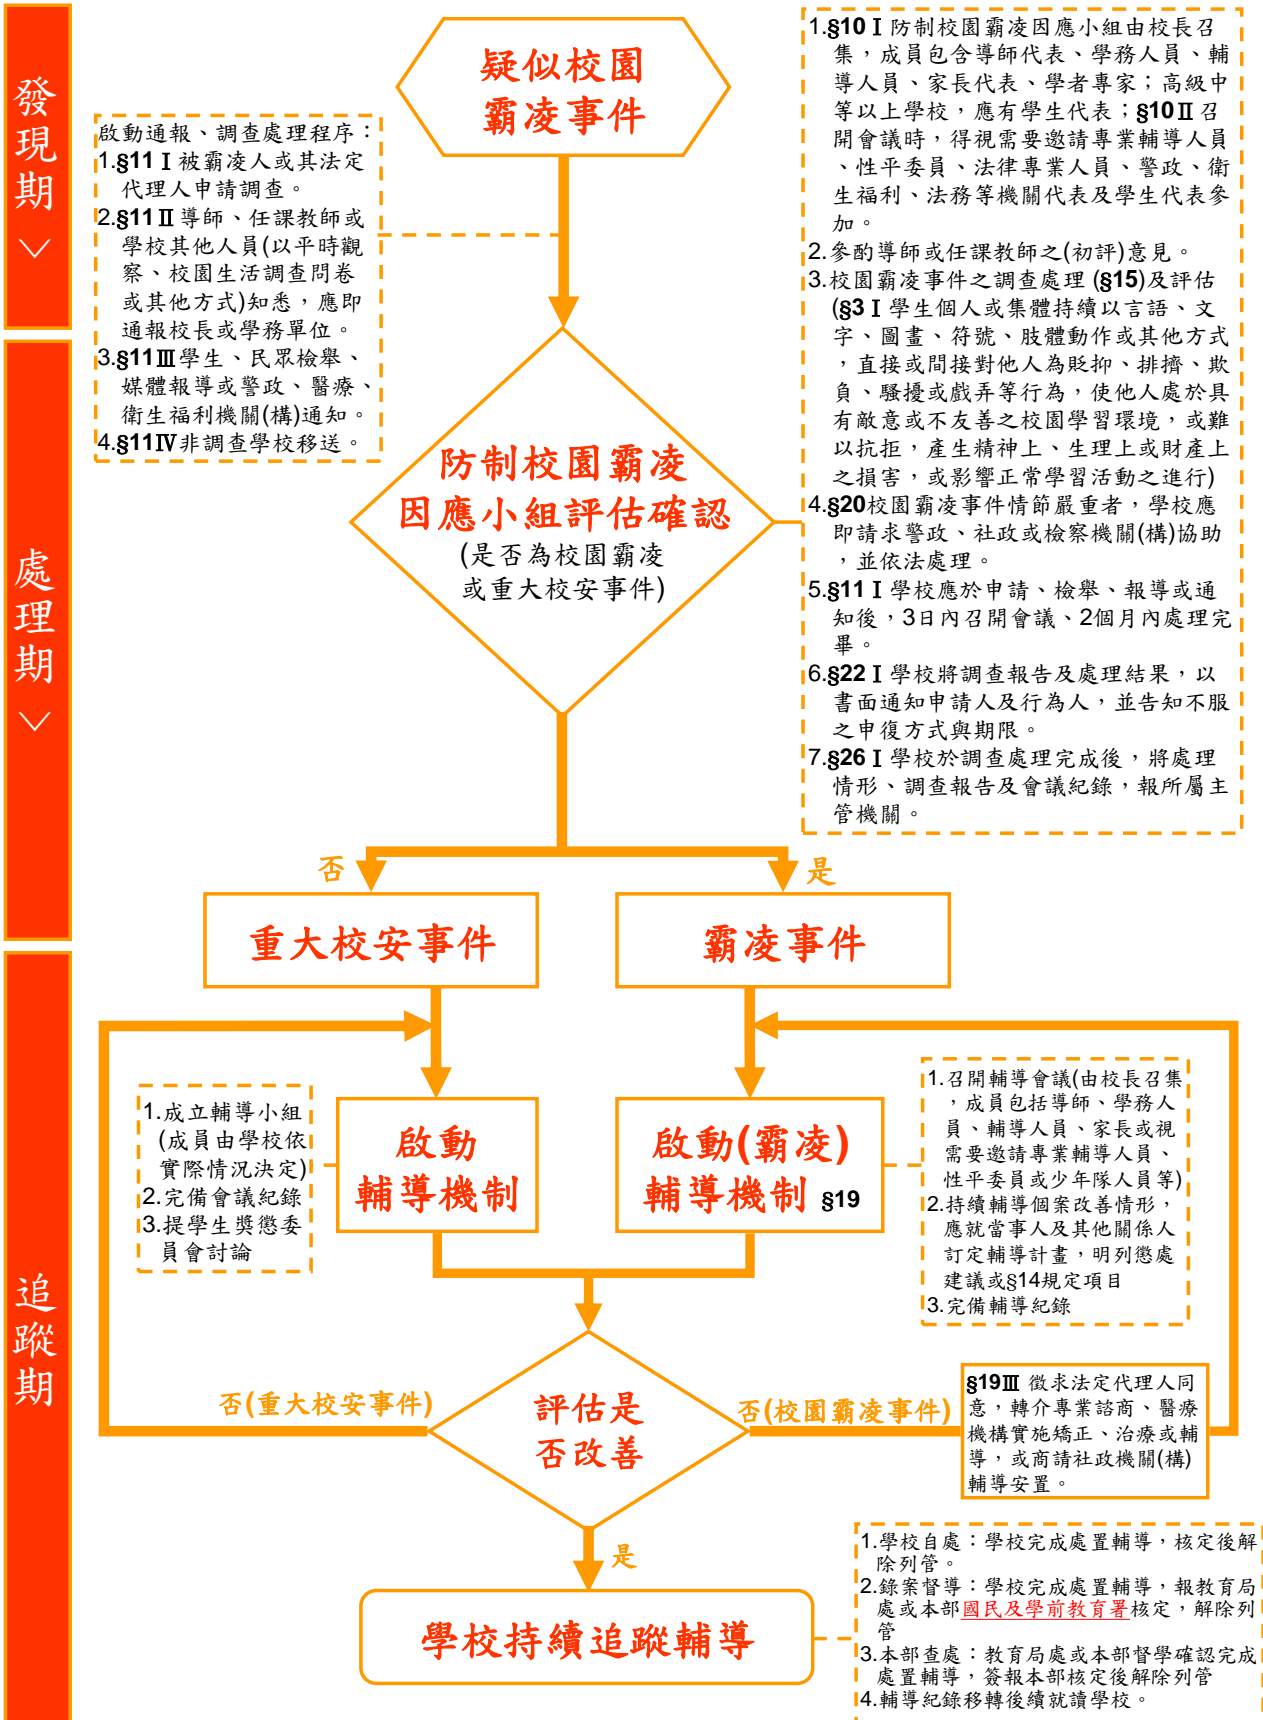 發現期
疑似校園
霸凌事件
啟動通報、調查處理程序：
1.§11Ⅰ被霸凌人或其法定
代理人申請調查。
2.§11Ⅱ導師、任課教師或
學校其他人員(以平時觀
察、校園生活調查問卷
或其他方式)知悉，應即
通報校長或學務單位。
3.§11Ⅲ學生、民眾檢舉、
媒體報導或警政、醫療、
衛生福利機關(構)通知。
4.§11Ⅳ非調查學校移送。
1.§10Ⅰ防制校園霸凌因應小組由校長召
集，成員包含導師代表、學務人員、輔
導人員、家長代表、學者專家；高級中
等以上學校，應有學生代表；§10Ⅱ召
開會議時，得視需要邀請專業輔導人員
、性平委員、法律專業人員、警政、衛
生福利、法務等機關代表及學生代表參
加。
2.參酌導師或任課教師之(初評)意見。
3.校園霸凌事件之調查處理 (§15)及評估
(§3Ⅰ學生個人或集體持續以言語、文
字、圖畫、符號、肢體動作或其他方式
，直接或間接對他人為貶抑、排擠、欺
負、騷擾或戲弄等行為，使他人處於具
有敵意或不友善之校園學習環境，或難
以抗拒，產生精神上、生理上或財產上
之損害，或影響正常學習活動之進行)
4.§20校園霸凌事件情節嚴重者，學校應
即請求警政、社政或檢察機關(構)協助
，並依法處理。
5.§11Ⅰ學校應於申請、檢舉、報導或通
知後，3日內召開會議、2個月內處理完
畢。
6.§22Ⅰ學校將調查報告及處理結果，以
書面通知申請人及行為人，並告知不服
之申復方式與期限。
7.§26Ⅰ學校於調查處理完成後，將處理
情形、調查報告及會議紀錄，報所屬主
管機關。
處理期
防制校園霸凌
因應小組評估確認
(是否為校園霸凌
或重大校安事件)
否
是
重大校安事件
霸凌事件
追蹤期
1.成立輔導小組
(成員由學校依
實際情況決定)
2.完備會議紀錄
3.提學生獎懲委
員會討論
啟動
輔導機制
啟動(霸凌)
輔導機制 §19
1.召開輔導會議(由校長召集
，成員包括導師、學務人
員、輔導人員、家長或視
需要邀請專業輔導人員、
性平委員或少年隊人員等)
2.持續輔導個案改善情形，
應就當事人及其他關係人
訂定輔導計畫，明列懲處
建議或§14規定項目
3.完備輔導紀錄
否(重大校安事件)
評估是
否改善
否(校園霸凌事件)
§19Ⅲ 徵求法定代理人同
意，轉介專業諮商、醫療
機構實施矯正、治療或輔
導，或商請社政機關(構)
輔導安置。
是
學校持續追蹤輔導
1.學校自處：學校完成處置輔導，核定後解
除列管。
2.錄案督導：學校完成處置輔導，報教育局
處或本部國民及學前教育署核定，解除列
管
3.本部查處：教育局處或本部督學確認完成
處置輔導，簽報本部核定後解除列管
4.輔導紀錄移轉後續就讀學校。